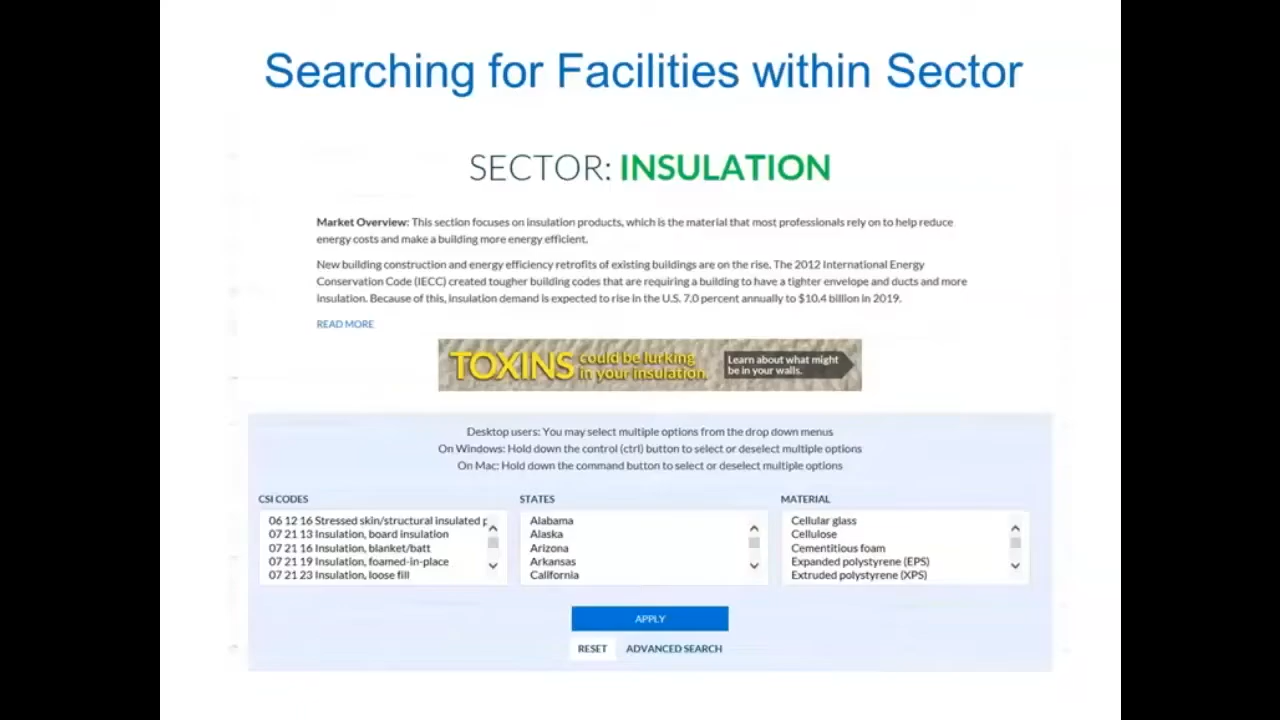 Searching for Facilities within Sector
SECTOR: INSULATION
Market Overview: This section focuses on insulation products, which is the material that most professionals rely on to help reduce
energy costs and make a building more energy efficient.
New building construction and energy efficiency retrofits of existing buildings are on the rise. The 2012 International Energy
Conservation Code (IECC) created tougher building codes that are requiring a building to have a tighter envelope and ducts and more
insulation. Because of this, insulation demand is expected to rise in the U.S. 7.0 percent annually to $10.4 billion in 2019.
READ MORE
TOXINS could be lurking
in your insulation.
Learn about what might
be in your walls.
Desktop users: You may select multiple options from the drop down menus
On Windows: Hold down the control (ctrl) button to select or deselect multiple options
On Mac: Hold down the command button to select or deselect multiple options
CSI CODES
06 12 16 Stressed skin/structural insulated p
07 21 13 Insulation, board insulation
07 21 16 Insulation, blanket/batt
07 21 19 Insulation, foamed-in-place
07 21 23 Insulation, loose fill
STATES
Alabama
Alaska
Arizona
Arkansas
California
MATERIAL
Cellular glass
Cellulose
Cementitious foam
Expanded polystyrene (EPS)
Extruded polystyrene (XPS)
APPLY
RESET ADVANCED SEARCH